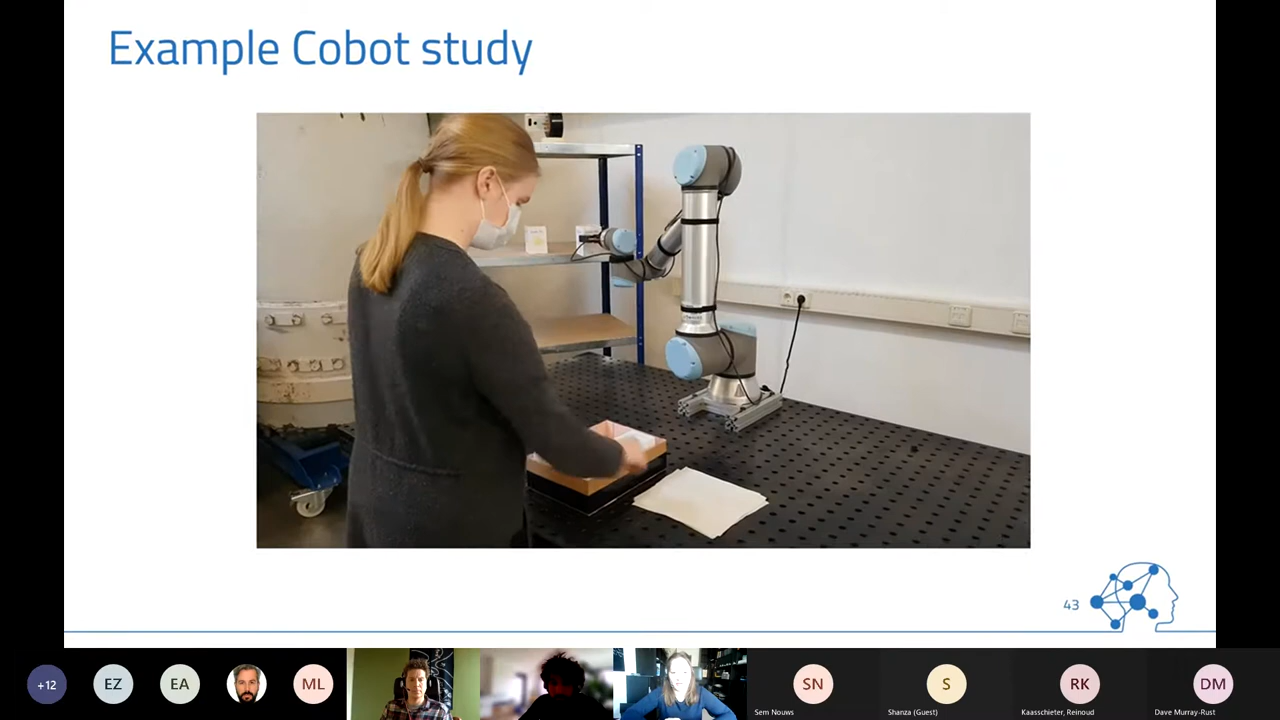 Example Cobot study
43
+12
EZ
EA
ML
SN
S
RK
DM
Sem Nouws
Shanza (Guest)
Kaasschieter, Reinoud
Dave Murray-Rust